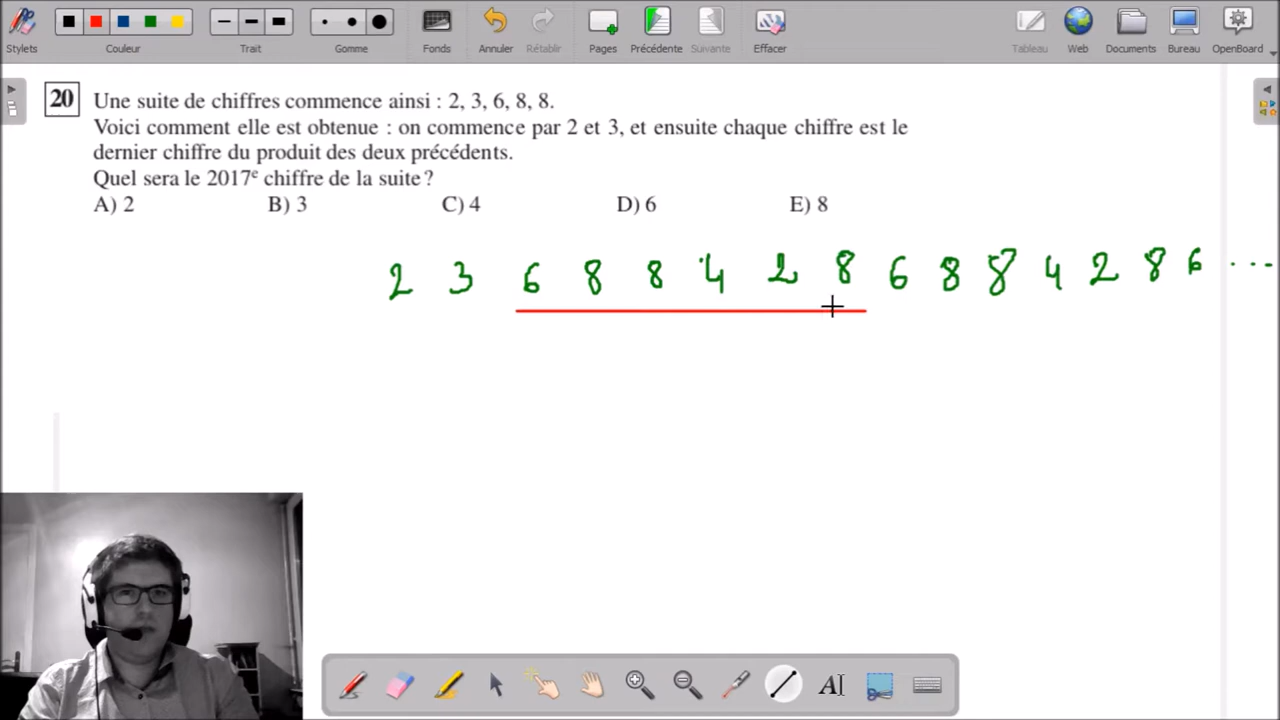 Stylets Couleur Trait Gomme Fonds Annuler Rétablir Pages Précédente Suivante Effacer Tableau Web Documents Bureau OpenBoard
20 Une suite de chiffres commence ainsi : 2, 3, 6, 8, 8.
Voici comment elle est obtenue : on commence par 2 et 3, et ensuite chaque chiffre est le
dernier chiffre du produit des deux précédents.
Quel sera le 2017e chiffre de la suite ?
A) 2 B) 3 C) 4 D) 6 E) 8
2 3 6 8 8 4 2 8 6 8 8 4 2 8 6 ...
AI